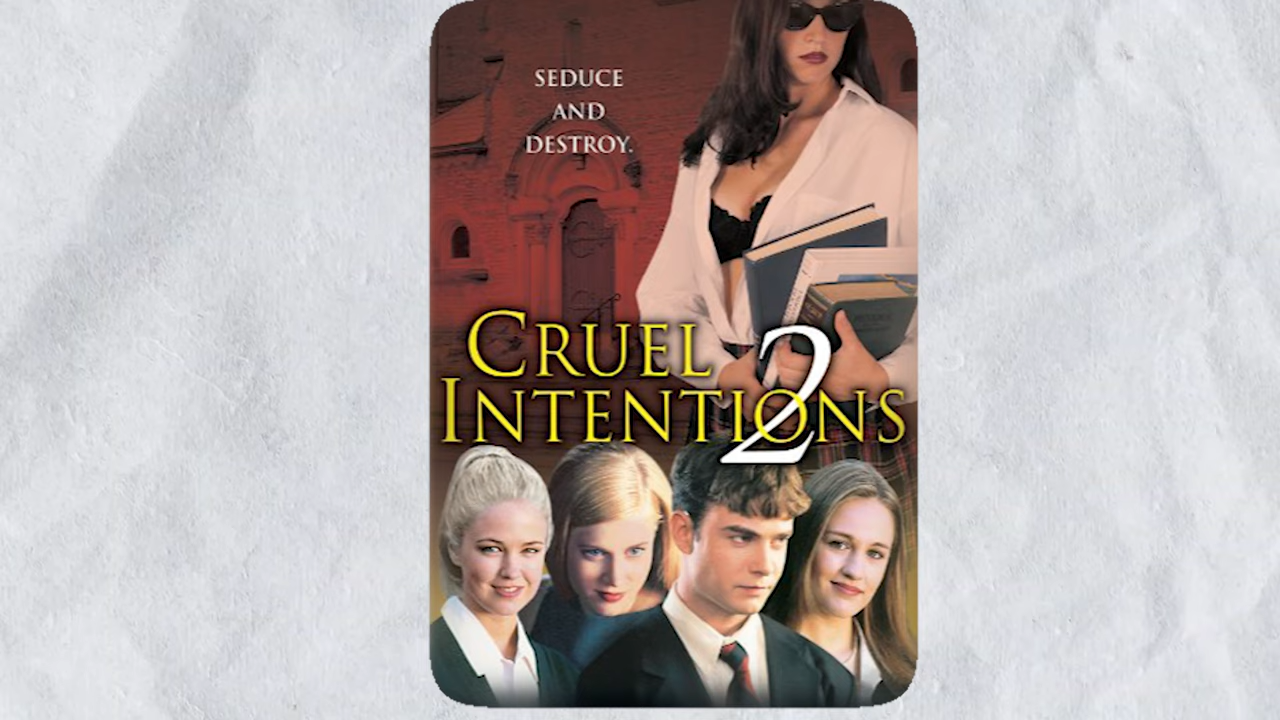 SEDUCE
AND
DESTROY.
CRUEL
INTENTIONS
2